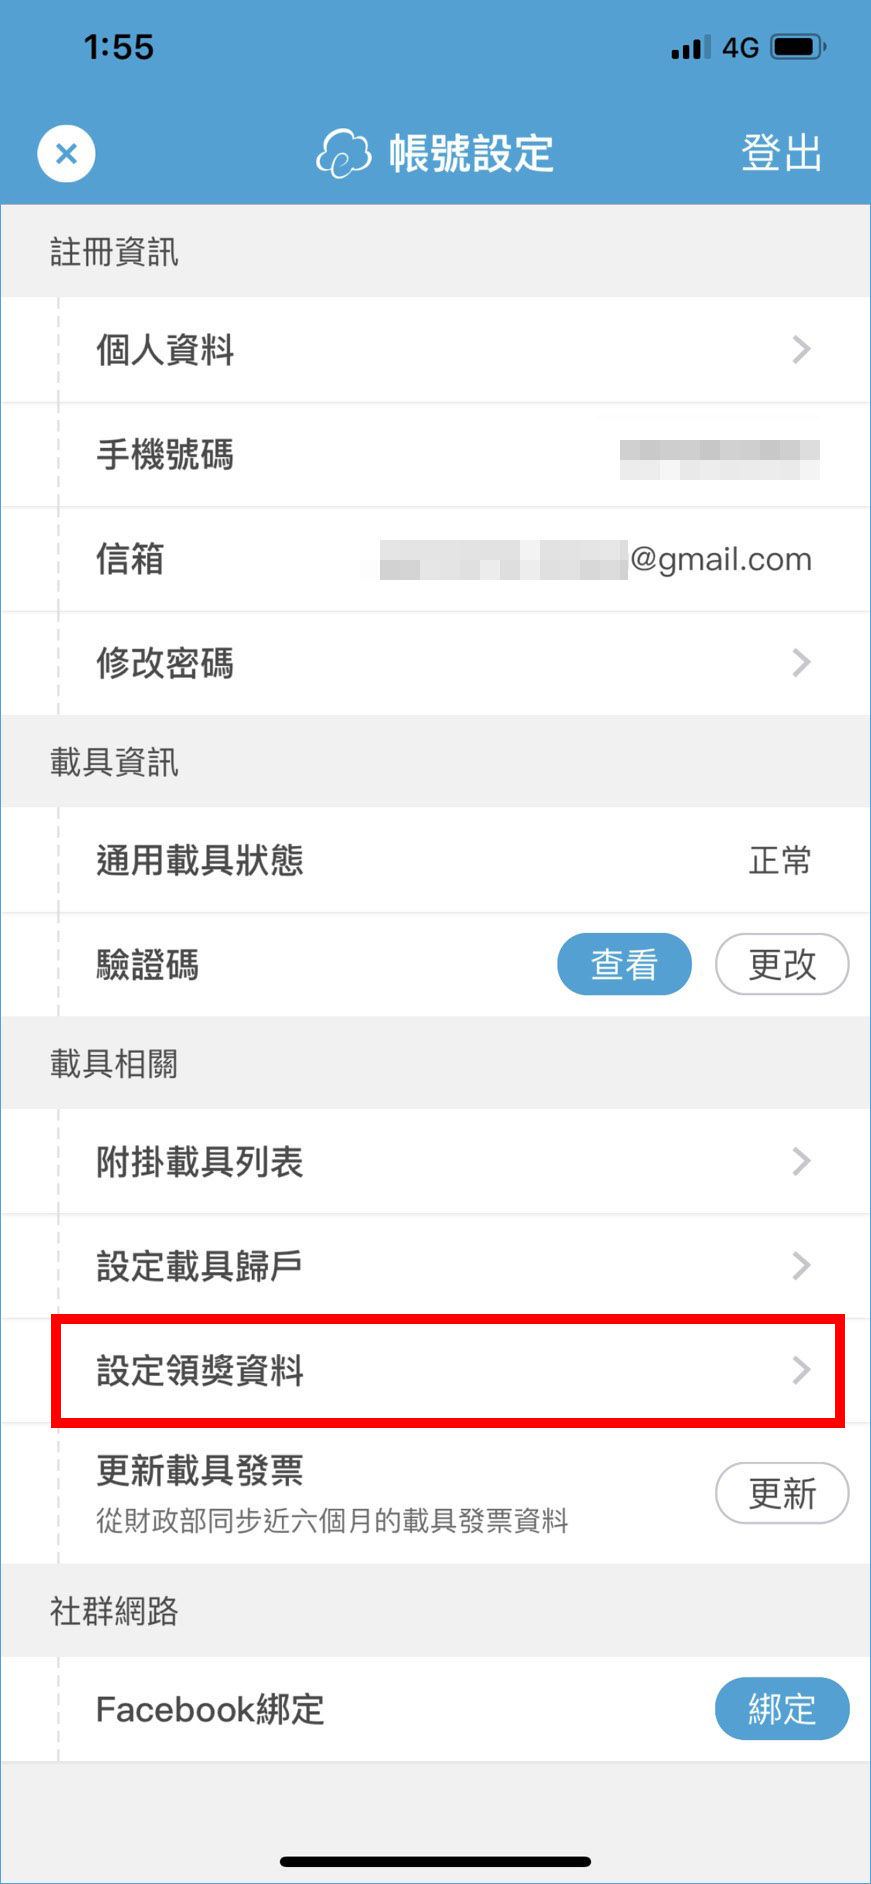 1:55
4G
帳號設定
登出
註冊資訊
個人資料
手機號碼
信箱
@gmail.com
修改密碼
載具資訊
通用載具狀態
正常
驗證碼
查看
更改
載具相關
附掛載具列表
設定載具歸戶
設定領獎資料
更新載具發票
從財政部同步近六個月的載具發票資料
更新
社群網路
Facebook綁定
綁定